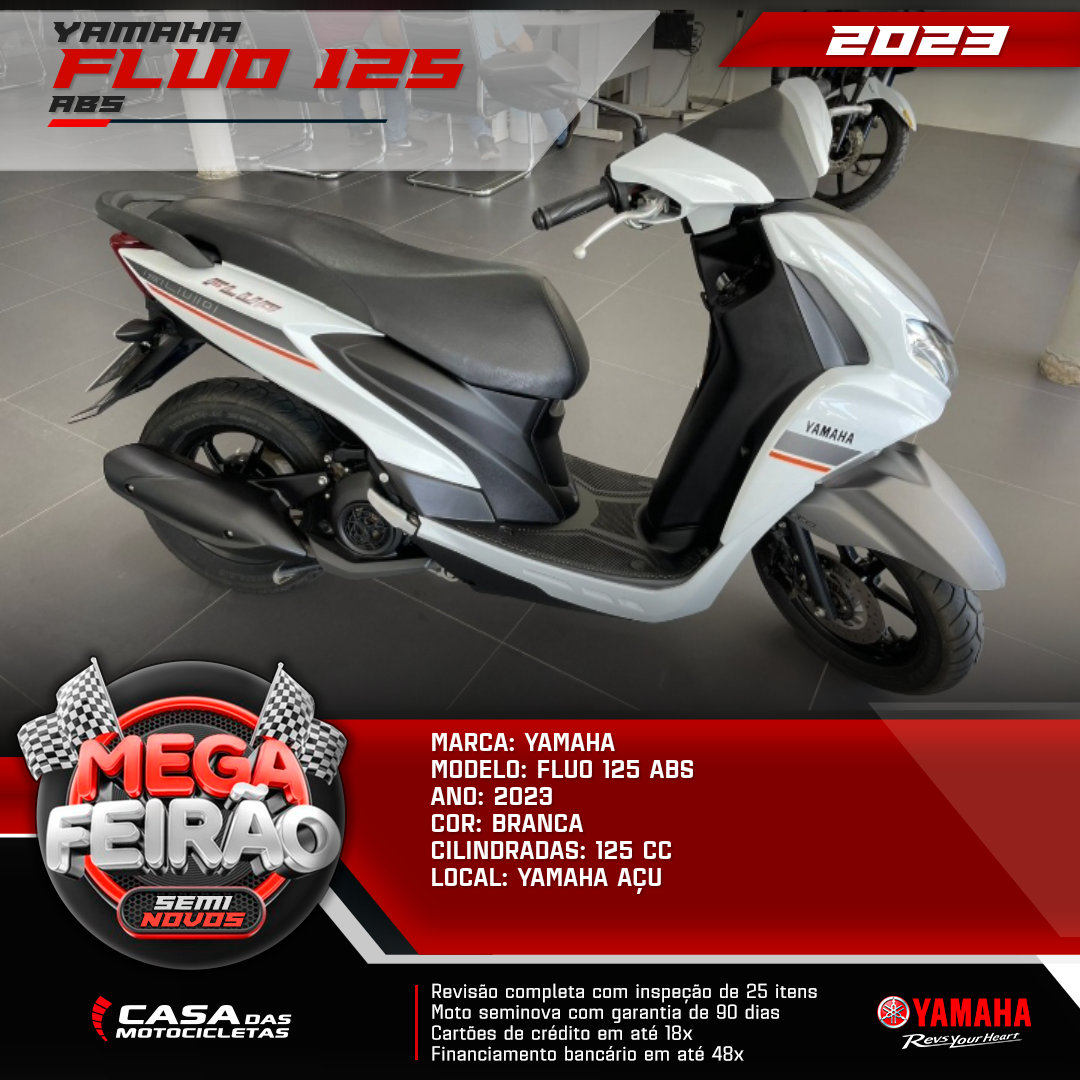 YAMAHA
FLUO 125
ABS
2023
FLUO
YAMAHA
MEGA
FEIRÃO
SEMI
NOVOS
MARCA: YAMAHA
MODELO: FLUO 125 ABS
ANO: 2023
COR: BRANCA
CILINDRADAS: 125 CC
LOCAL: YAMAHA AÇU
CASA DAS
MOTOCICLETAS
Revisão completa com inspeção de 25 itens
Moto seminova com garantia de 90 dias
Cartões de crédito em até 18x
Financiamento bancário em até 48x
YAMAHA
Revs Your Heart